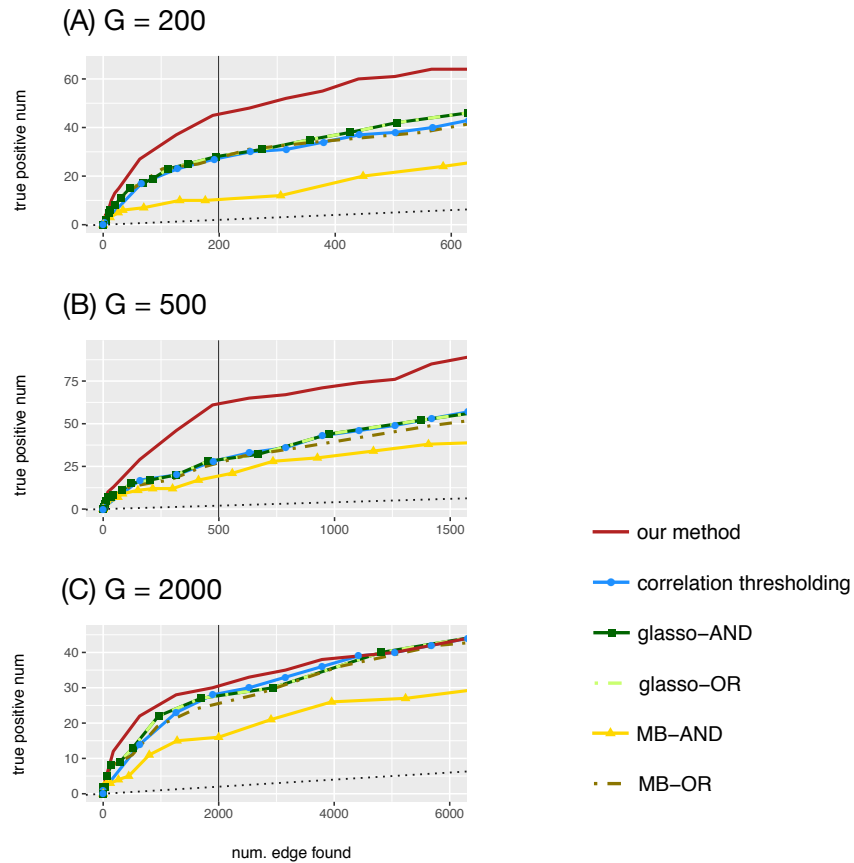 (A) G = 200
true positive num
60
40
20
0
0
200
400
600
(B) G = 500
true positive num
75
50
25
0
0
500
1000
1500
(C) G = 2000
true positive num
40
30
20
10
0
0
2000
4000
6000
num. edge found
our method
correlation thresholding
glasso−AND
glasso−OR
MB−AND
MB−OR